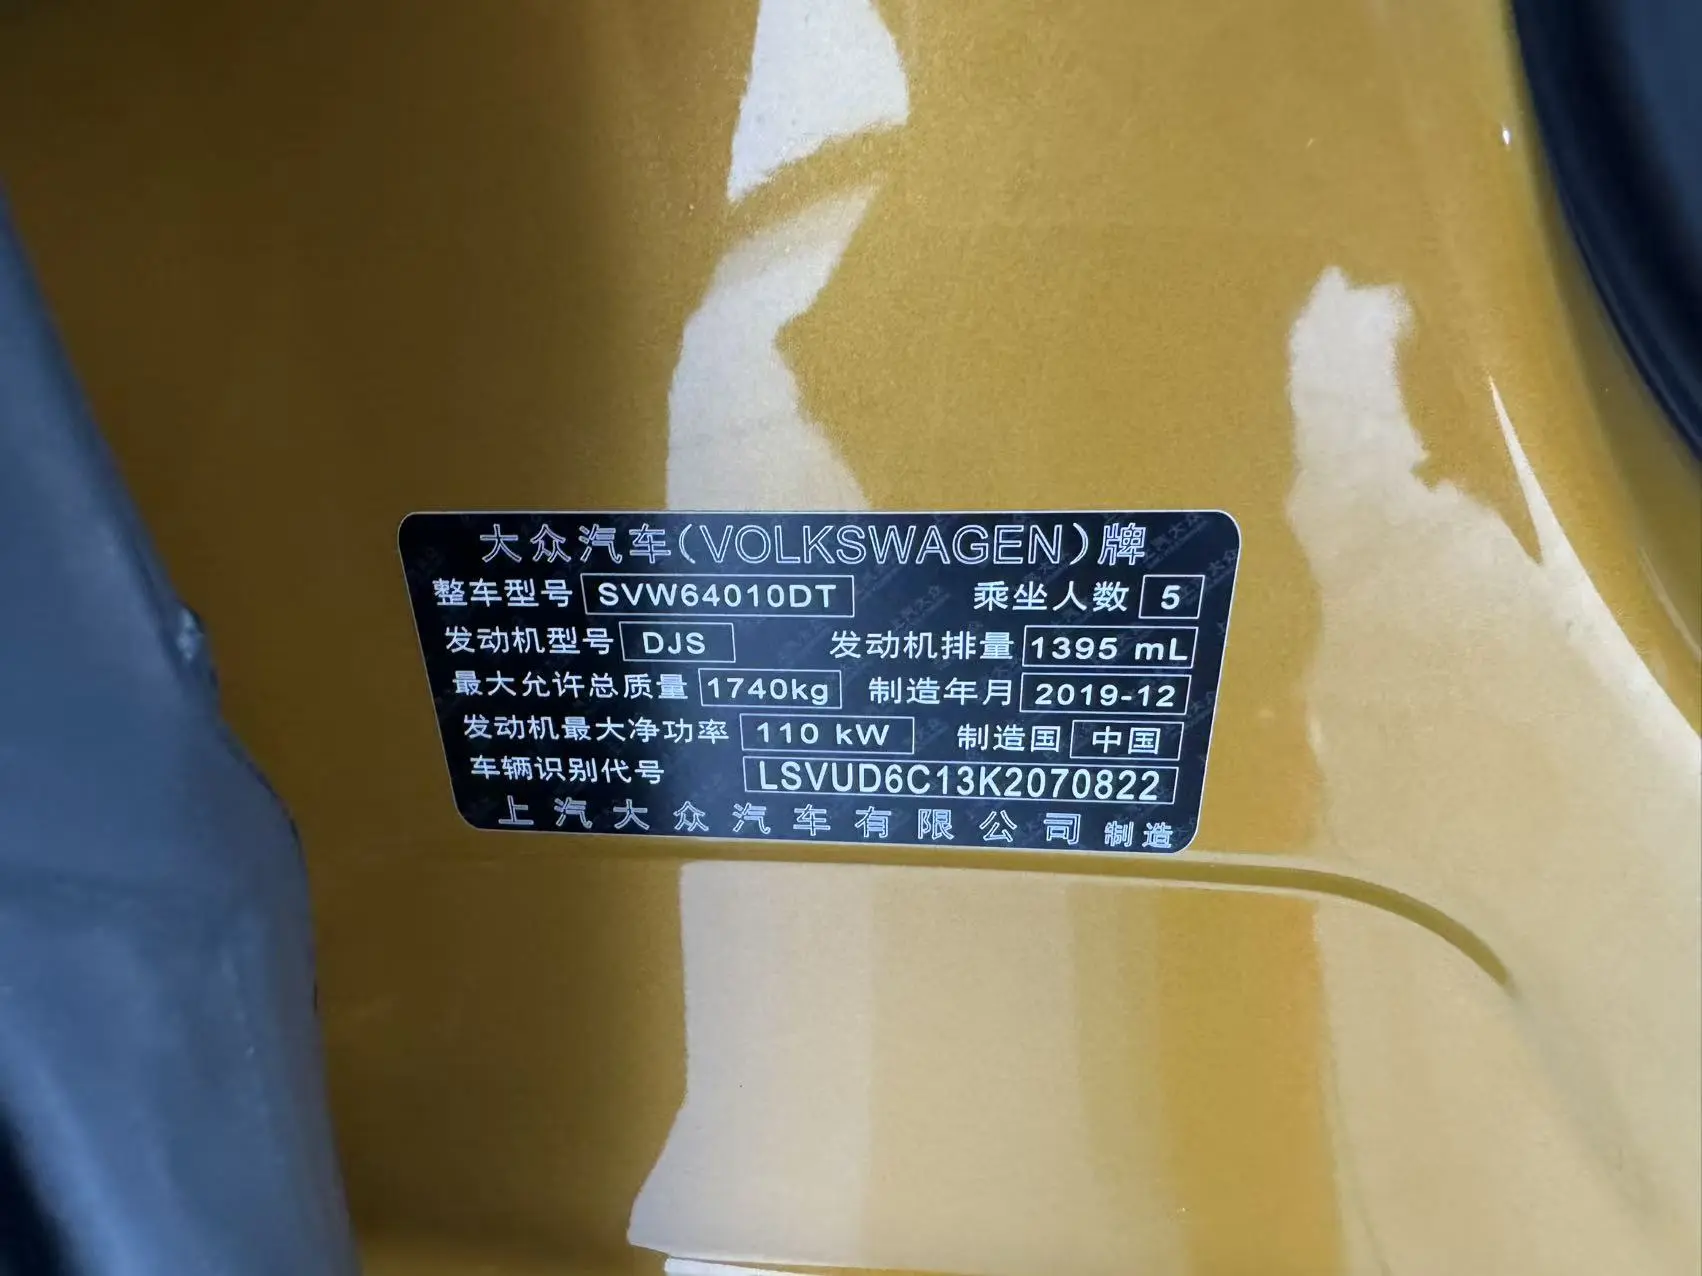 大众汽车(VOLKSWAGEN)牌
整车型号 SVW64010DT 乘坐人数 5
发动机型号 DJS 发动机排量 1395 mL
最大允许总质量 1740kg 制造年月 2019-12
发动机最大净功率 110 kW 制造国 中国
车辆识别代号 LSVUD6C13K2070822
上汽大众汽车有限公司 制造